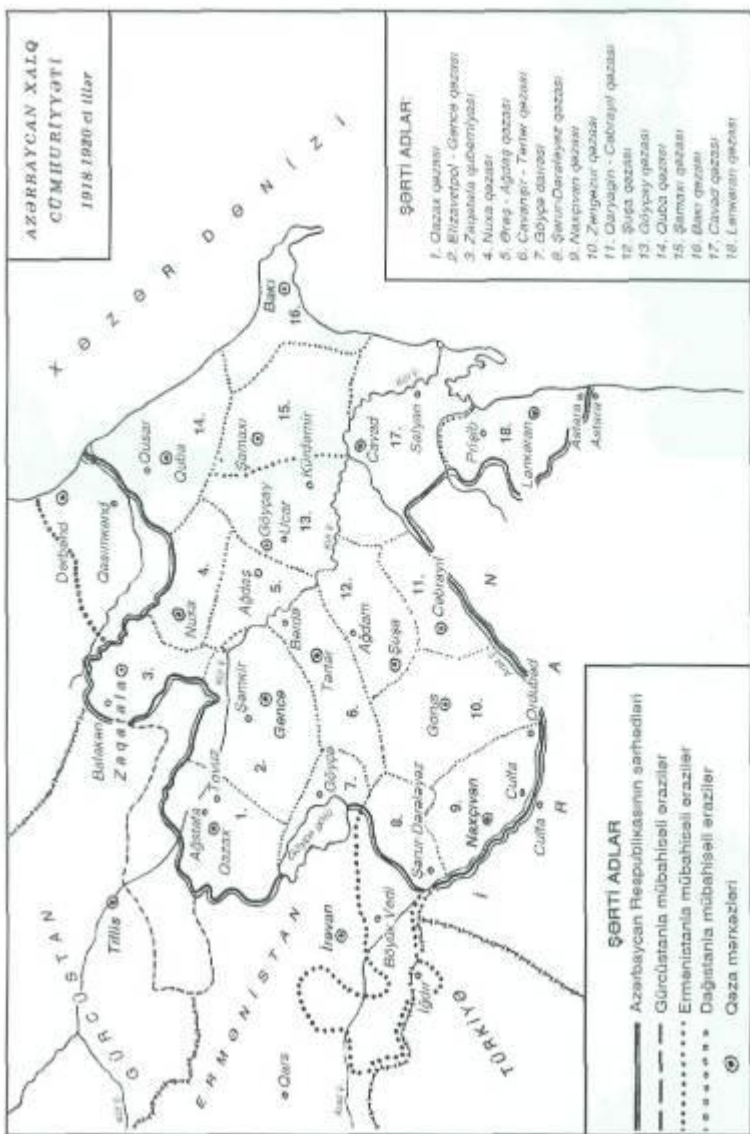 AZƏRBAYCAN XALQ
CÜMHURİYYƏTİ
1918-1920-ci illər
XƏZƏR DƏNİZİ
GÜRCÜSTAN
ERMƏNİSTAN
TÜRKİYƏ
İRAN
Dərbənd
Qasımkənd
Qusar
Quba
14.
Balakən
Zaqatala
3.
Nuxa
4.
Şamaxı
15.
Bakı
16.
Tiflis
Ağstafa
Tovuz
Qazax
1.
Şəmkir
Gəncə
2.
Ağdaş
5.
Göyçay
Ucar
13.
Kürdəmir
Bərdə
Tərtər
6.
Göyçə
Göyçə gölü
7.
12.
Ağdam
Şuşa
Cavad
17.
Salyan
Kür ç.
Araz ç.
11.
Cəbrayıl
Prişib
18.
Lənkəran
Astara
Astara
İrəvan
Böyük Vedi
Qars
İğdır
8.
Şərur Dərələyəz
9.
Naxçıvan
Culfa
Culfa
Gorus
10.
Ordubad
ŞƏRTİ ADLAR
1. Qazax qəzası
2. Elizavetpol - Gəncə qəzası
3. Zaqatala quberniyası
4. Nuxa qəzası
5. Ərəş - Ağdaş qəzası
6. Cavanşir - Tərtər qəzası
7. Göyçə dairəsi
8. Şərur-Dərələyəz qəzası
9. Naxçıvan qəzası
10. Zəngəzur qəzası
11. Qaryagin - Cəbrayıl qəzası
12. Şuşa qəzası
13. Göyçay qəzası
14. Quba qəzası
15. Şamaxı qəzası
16. Bakı qəzası
17. Cavad qəzası
18. Lənkəran qəzası
ŞƏRTİ ADLAR
Azərbaycan Respublikasının sərhədləri
Gürcüstanla mübahisəli ərazilər
Ermənistanla mübahisəli ərazilər
Dağıstanla mübahisəli ərazilər
Qəza mərkəzləri